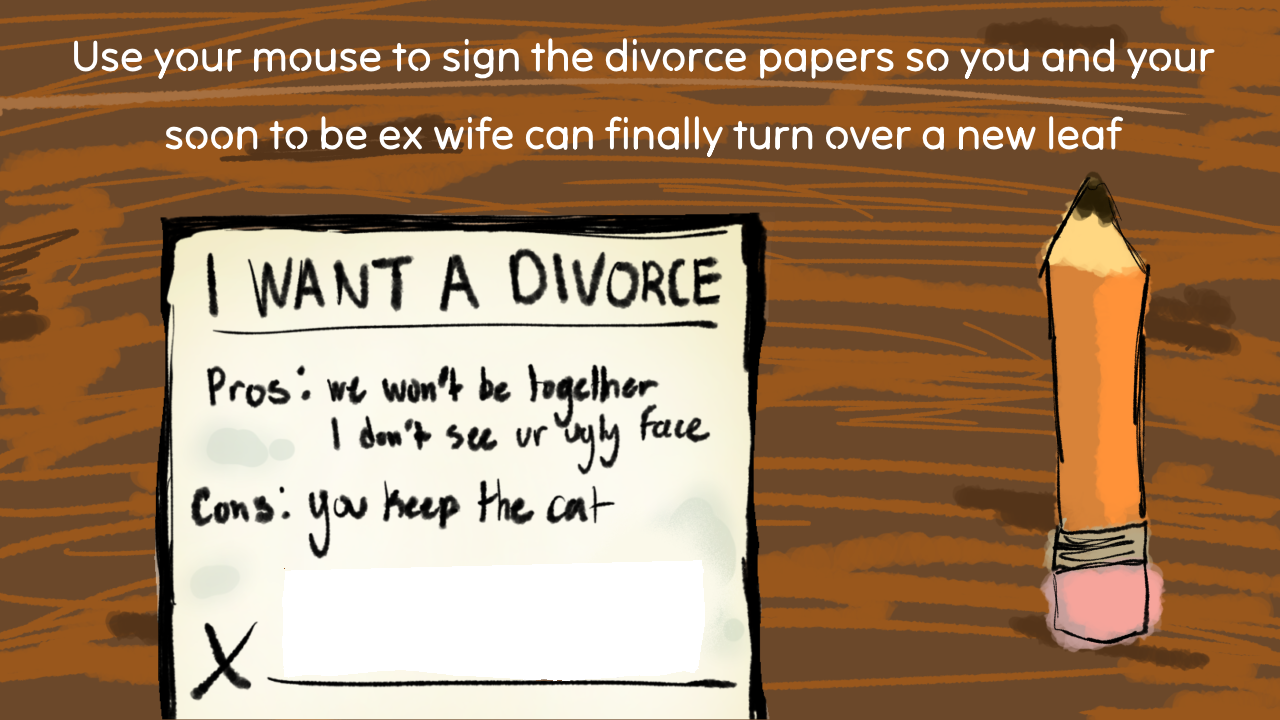 Use your mouse to sign the divorce papers so you and your
soon to be ex wife can finally turn over a new leaf
I WANT A DIVORCE
Pros: we won't be together
I don't see ur ugly face
Cons: you keep the cat
X